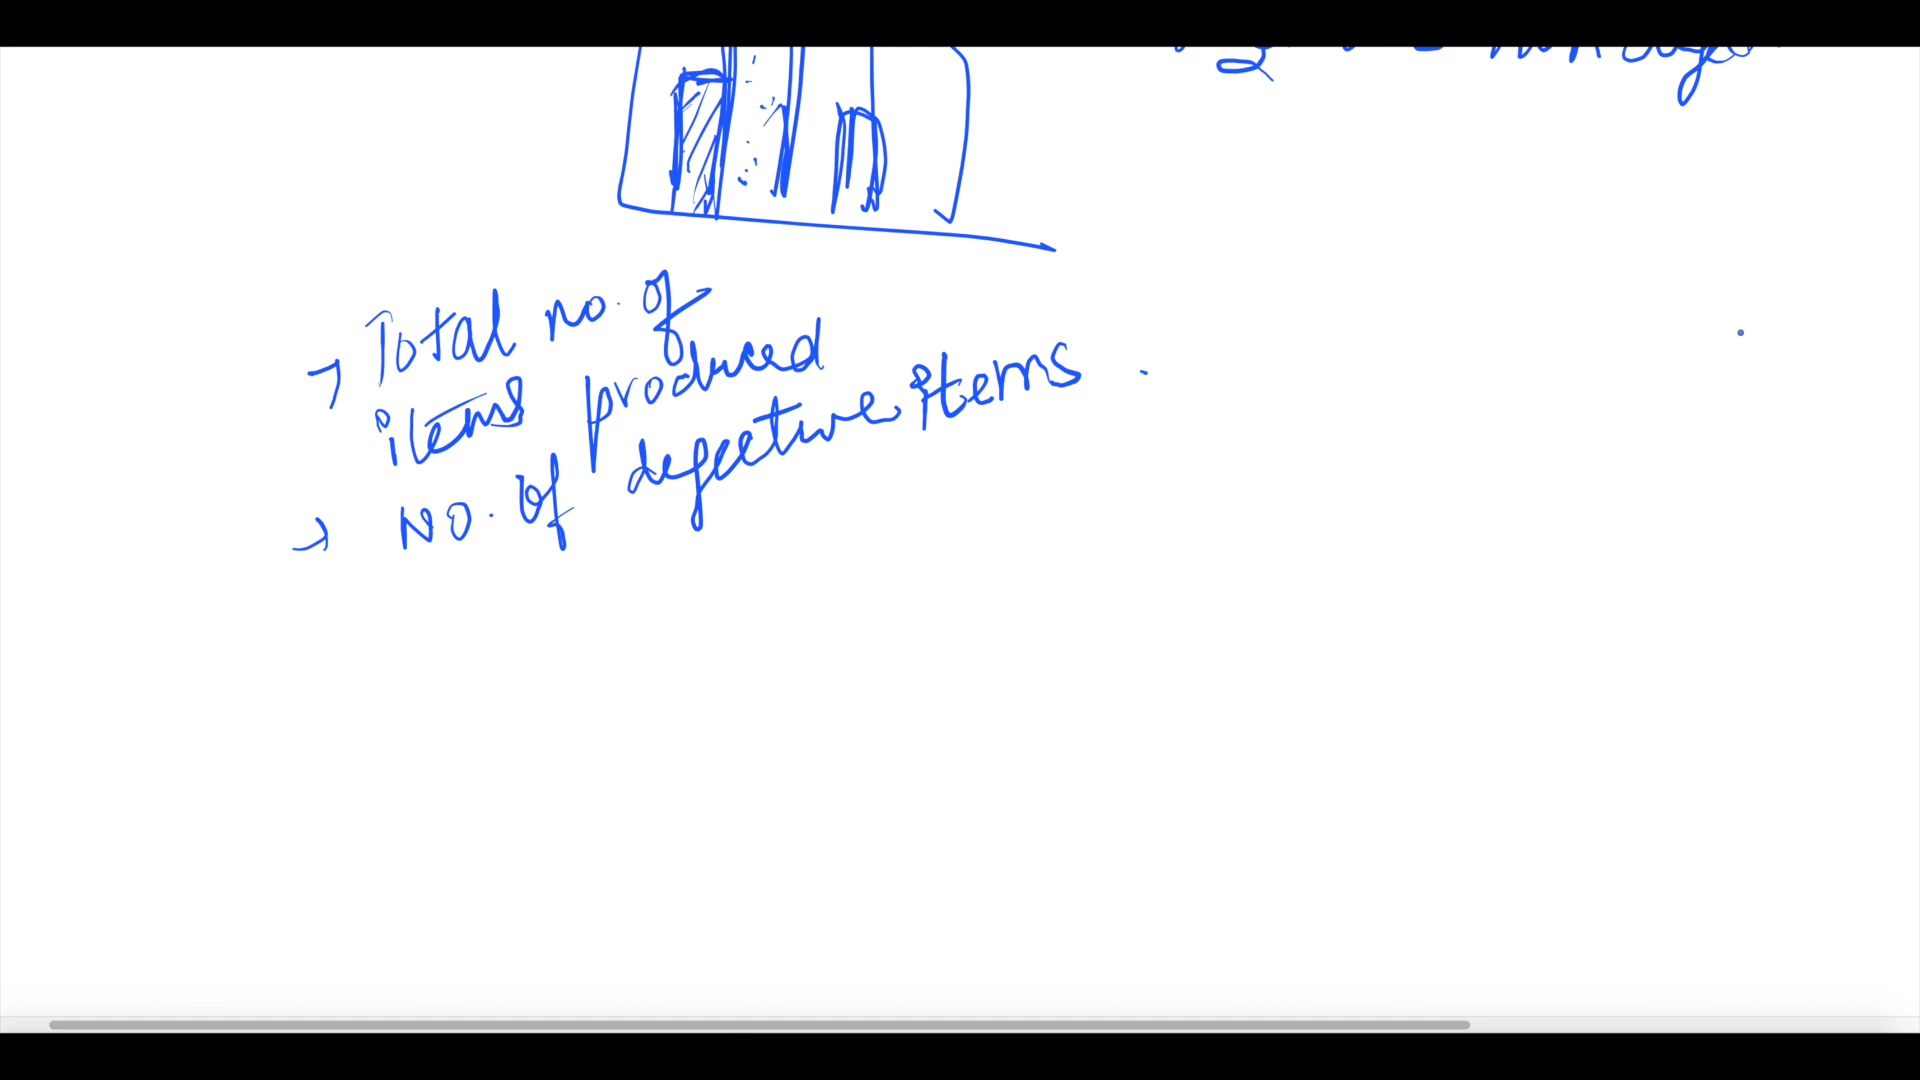 → Total no. of
items produced
→ No. of defective items.